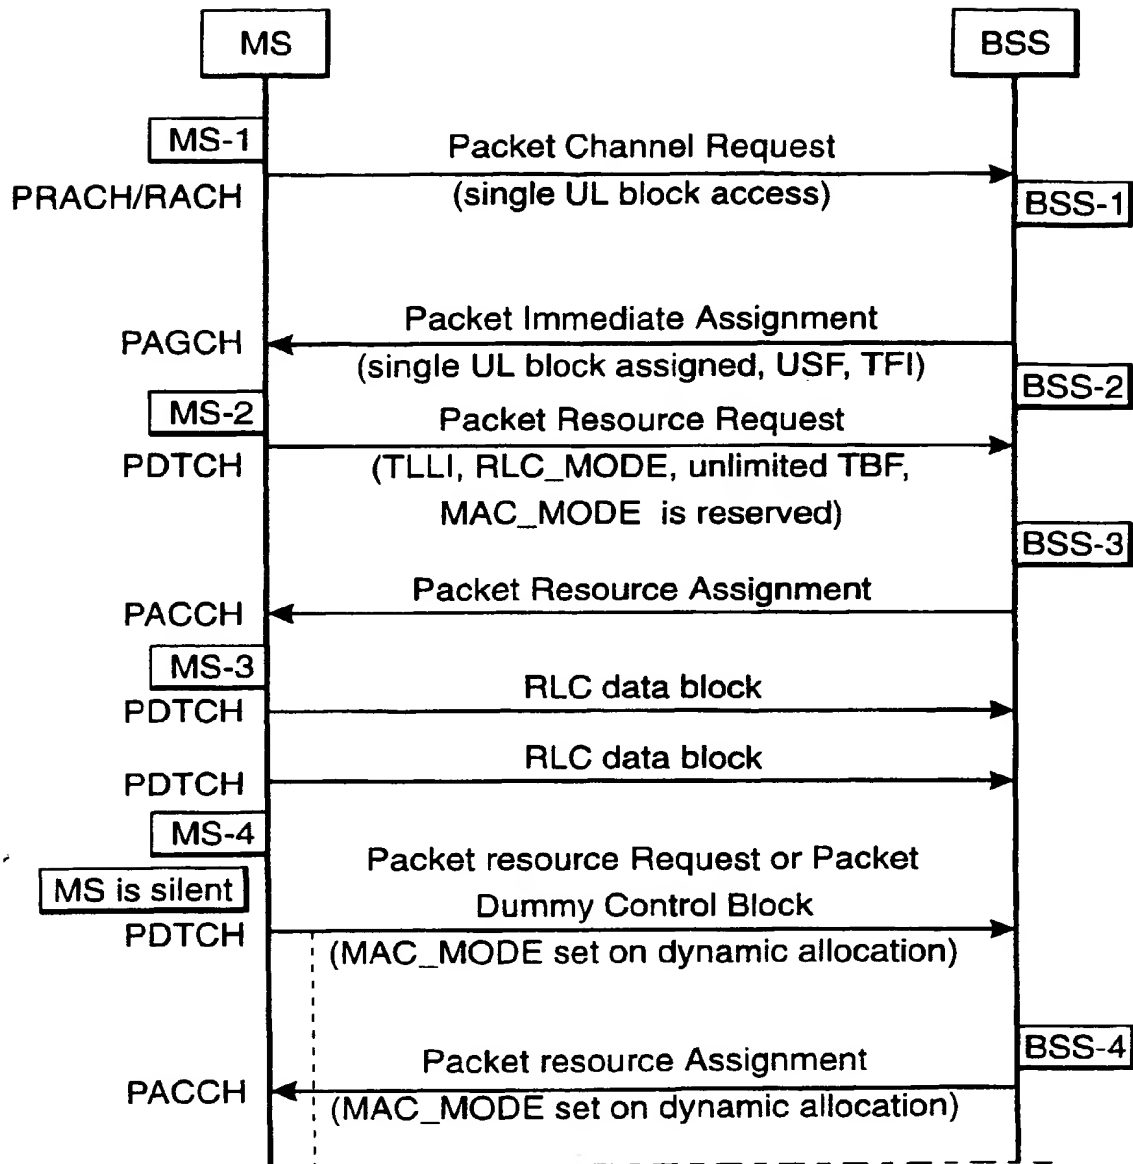 MS
BSS
MS-1
Packet Channel Request
PRACH/RACH
(single UL block access)
BSS-1
Packet Immediate Assignment
PAGCH
(single UL block assigned, USF, TFI)
BSS-2
MS-2
Packet Resource Request
PDTCH
(TLLI, RLC_MODE, unlimited TBF,
MAC_MODE is reserved)
BSS-3
Packet Resource Assignment
PACCH
MS-3
RLC data block
PDTCH
RLC data block
PDTCH
MS-4
Packet resource Request or Packet
MS is silent
Dummy Control Block
PDTCH
(MAC_MODE set on dynamic allocation)
BSS-4
Packet resource Assignment
PACCH
(MAC_MODE set on dynamic allocation)